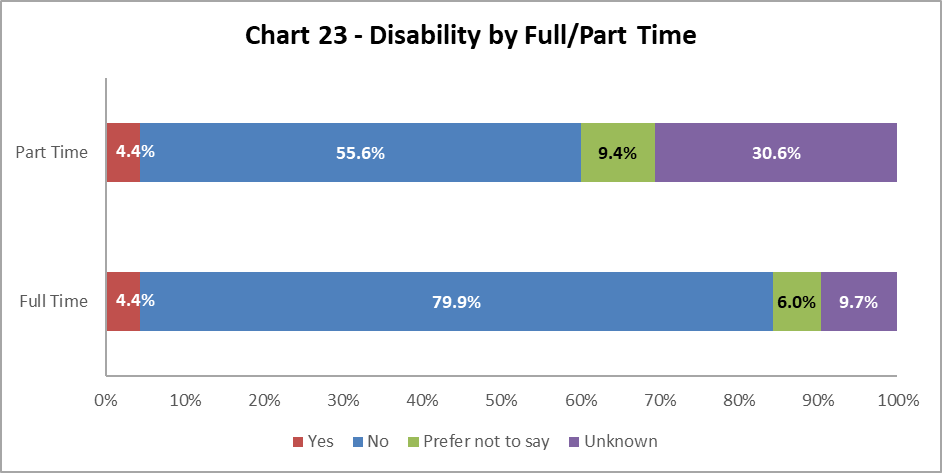 Chart 23 - Disability by Full/Part Time
Part Time
4.4%
55.6%
9.4%
30.6%
Full Time
4.4%
79.9%
6.0%
9.7%
0% 10% 20% 30% 40% 50% 60% 70% 80% 90% 100%
Yes No Prefer not to say Unknown